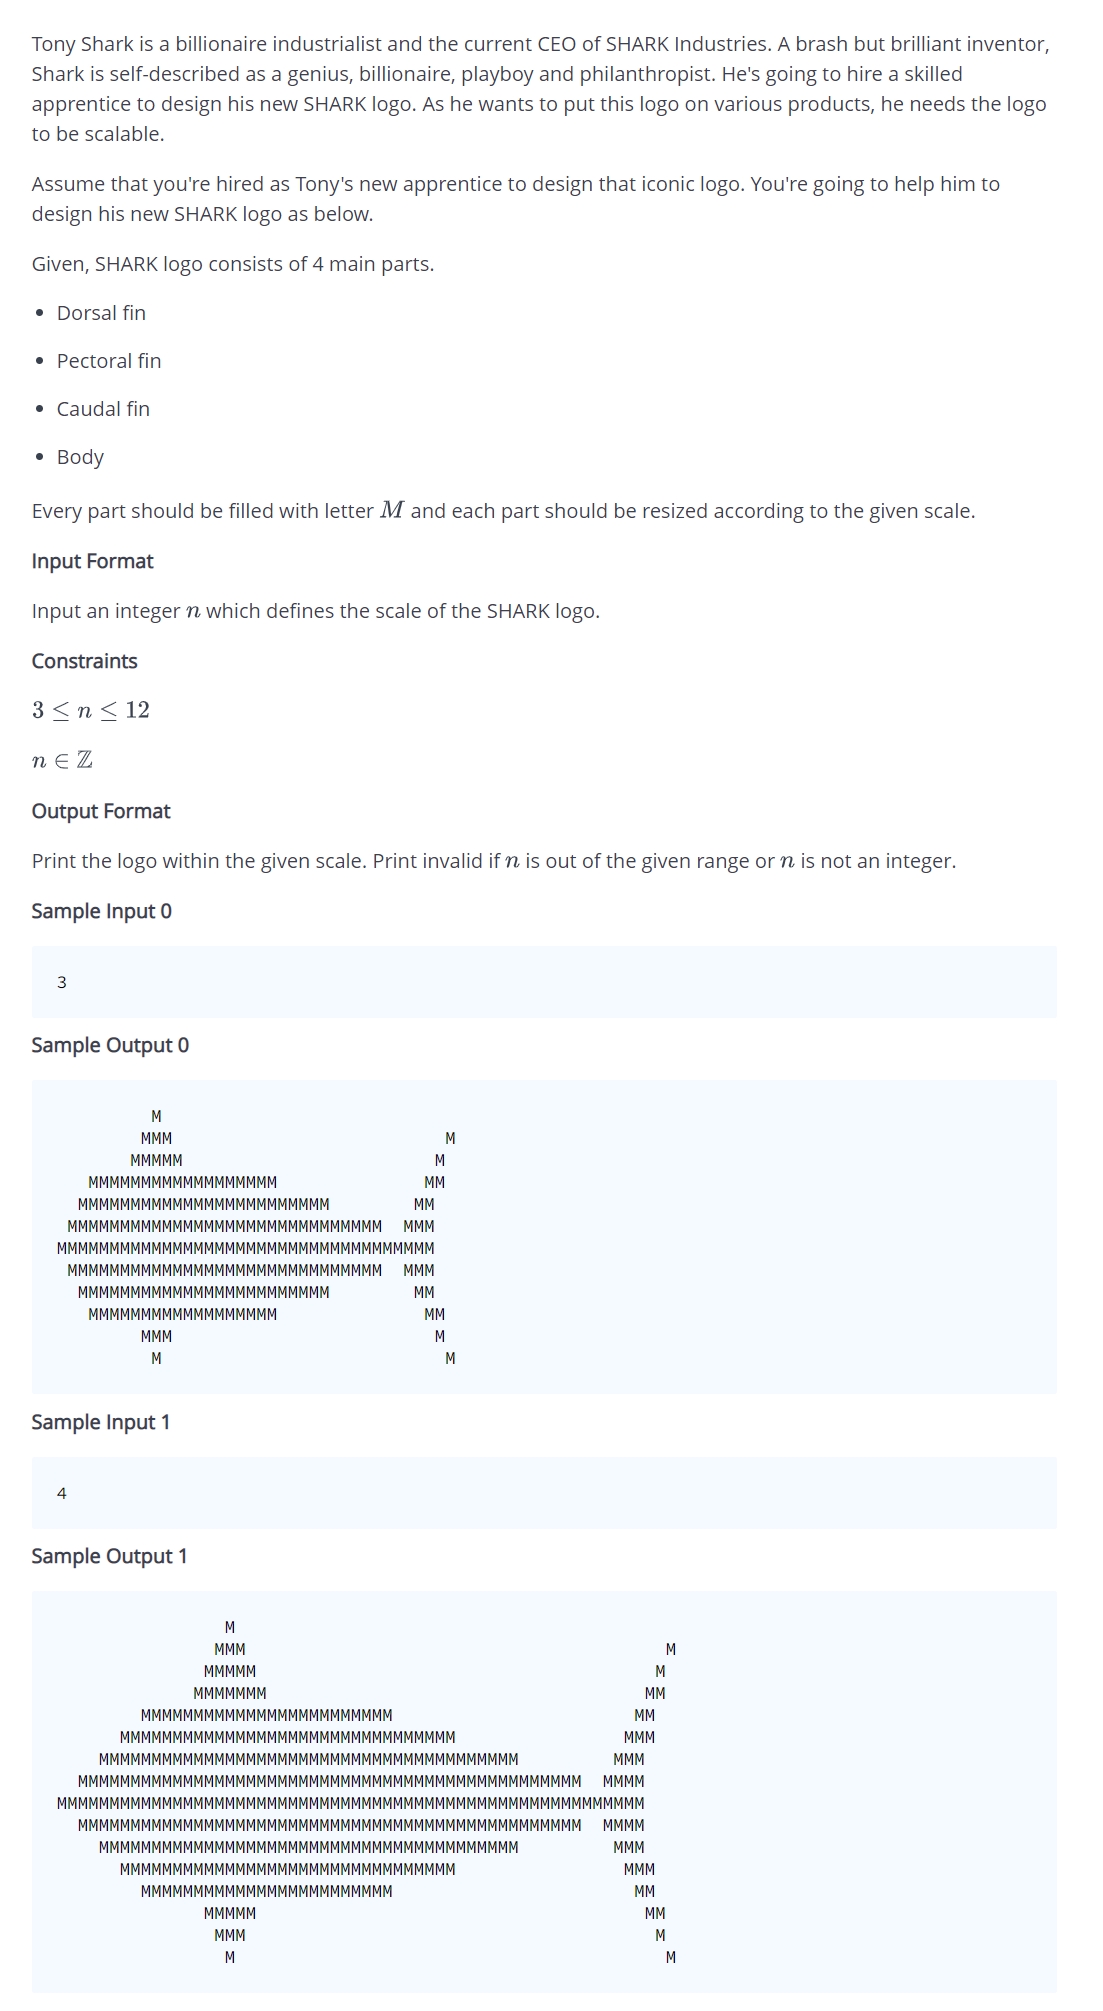 Tony Shark is a billionaire industrialist and the current CEO of SHARK Industries. A brash but brilliant inventor,
Shark is self-described as a genius, billionaire, playboy and philanthropist. He's going to hire a skilled
apprentice to design his new SHARK logo. As he wants to put this logo on various products, he needs the logo
to be scalable.
Assume that you're hired as Tony's new apprentice to design that iconic logo. You're going to help him to
design his new SHARK logo as below.
Given, SHARK logo consists of 4 main parts.
• Dorsal fin
• Pectoral fin
• Caudal fin
• Body
Every part should be filled with letter M and each part should be resized according to the given scale.
Input Format
Input an integer n which defines the scale of the SHARK logo.
Constraints
3 ≤ n ≤ 12
n ∈ ℤ
Output Format
Print the logo within the given scale. Print invalid if n is out of the given range or n is not an integer.
Sample Input 0
3
Sample Output 0
         M
        MMM                          M
       MMMMM                        M
   MMMMMMMMMMMMMMMMMM              MM
  MMMMMMMMMMMMMMMMMMMMMMMM        MM
 MMMMMMMMMMMMMMMMMMMMMMMMMMMMMM  MMM
MMMMMMMMMMMMMMMMMMMMMMMMMMMMMMMMMMMM
 MMMMMMMMMMMMMMMMMMMMMMMMMMMMMM  MMM
  MMMMMMMMMMMMMMMMMMMMMMMM        MM
   MMMMMMMMMMMMMMMMMM              MM
        MMM                         M
         M                           M
Sample Input 1
4
Sample Output 1
                M
               MMM                                        M
              MMMMM                                      M
             MMMMMMM                                    MM
        MMMMMMMMMMMMMMMMMMMMMMMM                       MM
      MMMMMMMMMMMMMMMMMMMMMMMMMMMMMMMM                MMM
    MMMMMMMMMMMMMMMMMMMMMMMMMMMMMMMMMMMMMMMM         MMM
  MMMMMMMMMMMMMMMMMMMMMMMMMMMMMMMMMMMMMMMMMMMMMMMM  MMMM
MMMMMMMMMMMMMMMMMMMMMMMMMMMMMMMMMMMMMMMMMMMMMMMMMMMMMMMM
  MMMMMMMMMMMMMMMMMMMMMMMMMMMMMMMMMMMMMMMMMMMMMMMM  MMMM
    MMMMMMMMMMMMMMMMMMMMMMMMMMMMMMMMMMMMMMMM         MMM
      MMMMMMMMMMMMMMMMMMMMMMMMMMMMMMMM                MMM
        MMMMMMMMMMMMMMMMMMMMMMMM                       MM
              MMMMM                                     MM
               MMM                                       M
                M                                         M